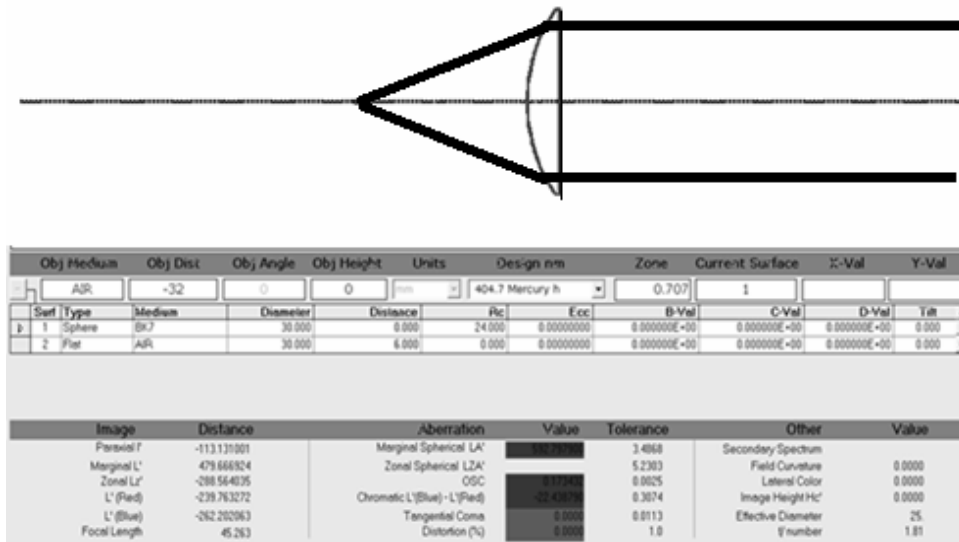 Obj Medium Obj Dist Obj Angle Obj Height Units Design nm Zone Current Surface X-Val Y-Val
AIR -32 0 0 mm 404.7 Mercury h 0.707 1
Surf Type Medium Diameter Distance Rc Ecc B-Val C-Val D-Val Tilt
1 Sphere BK7 30.000 0.000 24.000 0.00000000 0.000000E+00 0.000000E+00 0.000000E+00 0.000
2 Flat AIR 30.000 6.000 0.000 0.00000000 0.000000E+00 0.000000E+00 0.000000E+00 0.000
Image Distance Aberration Value Tolerance Other Value
Paraxial l' -113.131001 Marginal Spherical LA' 3.4868 Secondary Spectrum
Marginal L' 479.666924 Zonal Spherical LZA' 5.2303 Field Curvature 0.0000
Zonal Lz' -288.564035 OSC 0.0025 Lateral Color 0.0000
L' (Red) -239.763272 Chromatic L'(Blue) - L'(Red) 0.3074 Image Height Hc' 0.0000
L' (Blue) -262.202063 Tangential Coma 0.0000 0.0113 Effective Diameter 25.
Focal Length 45.263 Distortion (%) 0.0000 1.0 f/ number 1.81